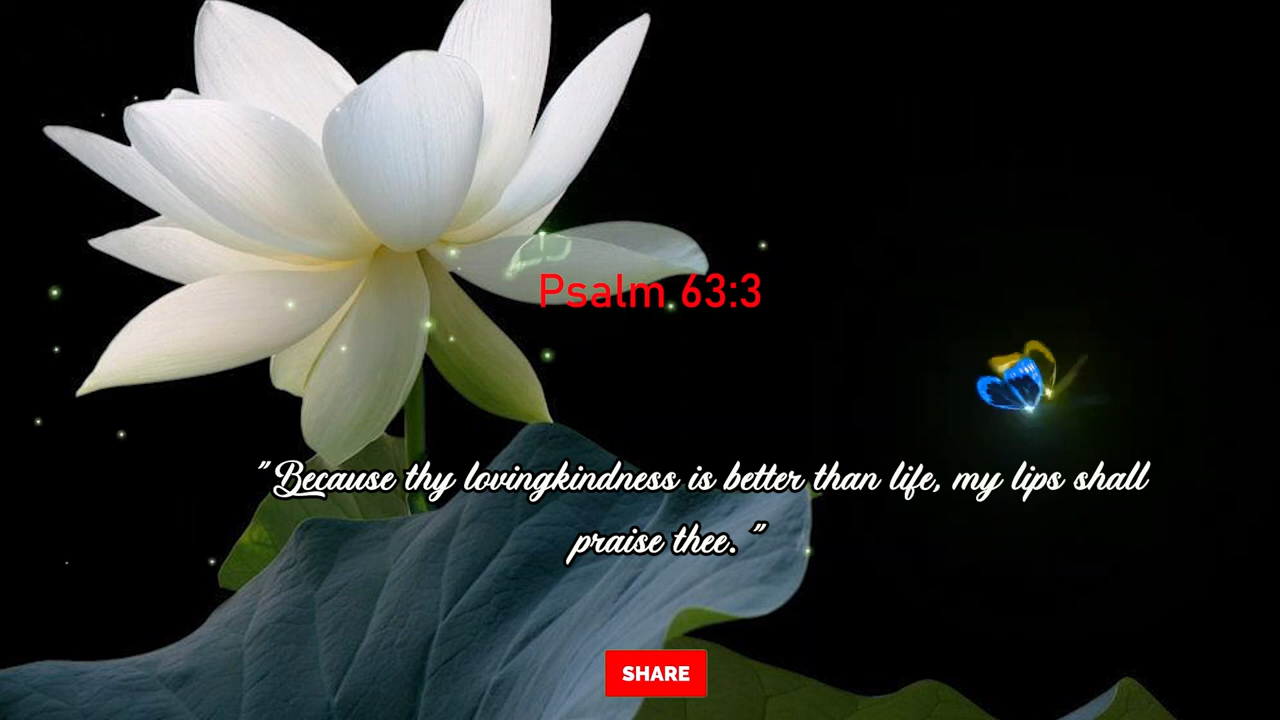 Psalm 63:3
"Because thy lovingkindness is better than life, my lips shall
praise thee. "
SHARE